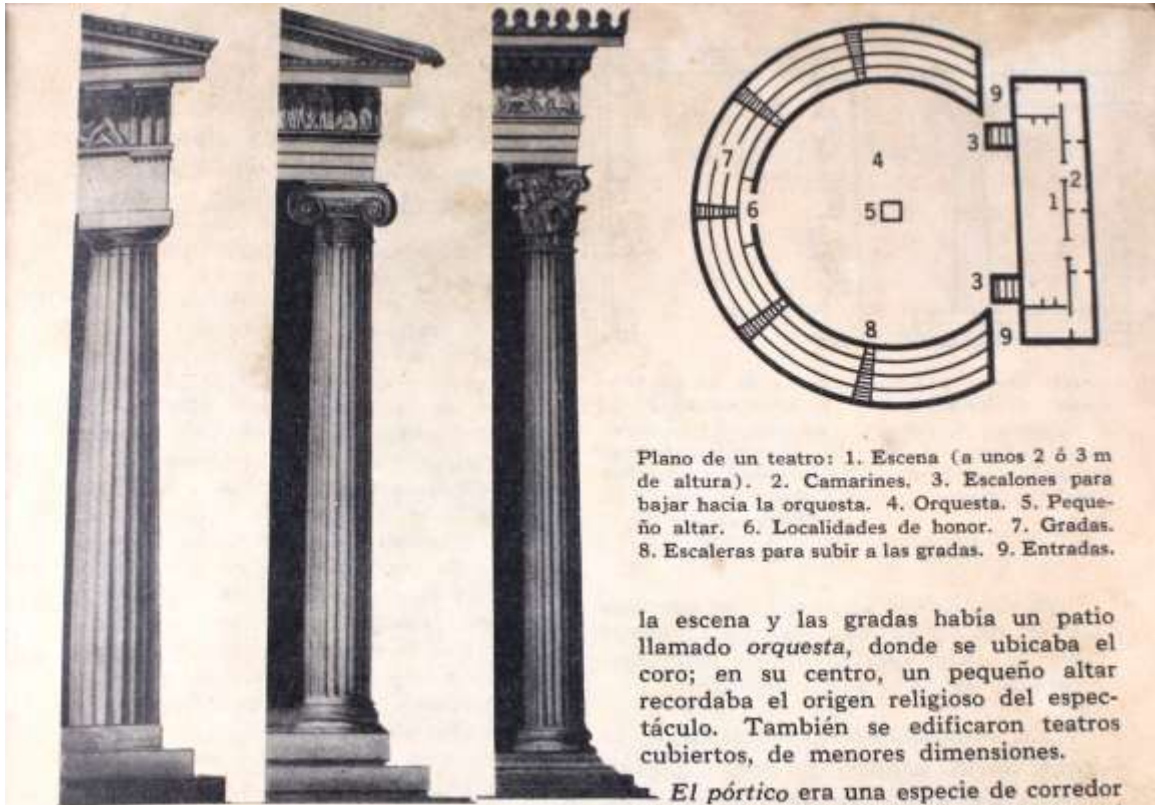 9
3
7
4
2
6
5
1
3
8
9
Plano de un teatro: 1. Escena (a unos 2 ó 3 m
de altura). 2. Camarines. 3. Escalones para
bajar hacia la orquesta. 4. Orquesta. 5. Peque-
ño altar. 6. Localidades de honor. 7. Gradas.
8. Escaleras para subir a las gradas. 9. Entradas.
la escena y las gradas había un patio
llamado orquesta, donde se ubicaba el
coro; en su centro, un pequeño altar
recordaba el origen religioso del espec-
táculo. También se edificaron teatros
cubiertos, de menores dimensiones.
El pórtico era una especie de corredor